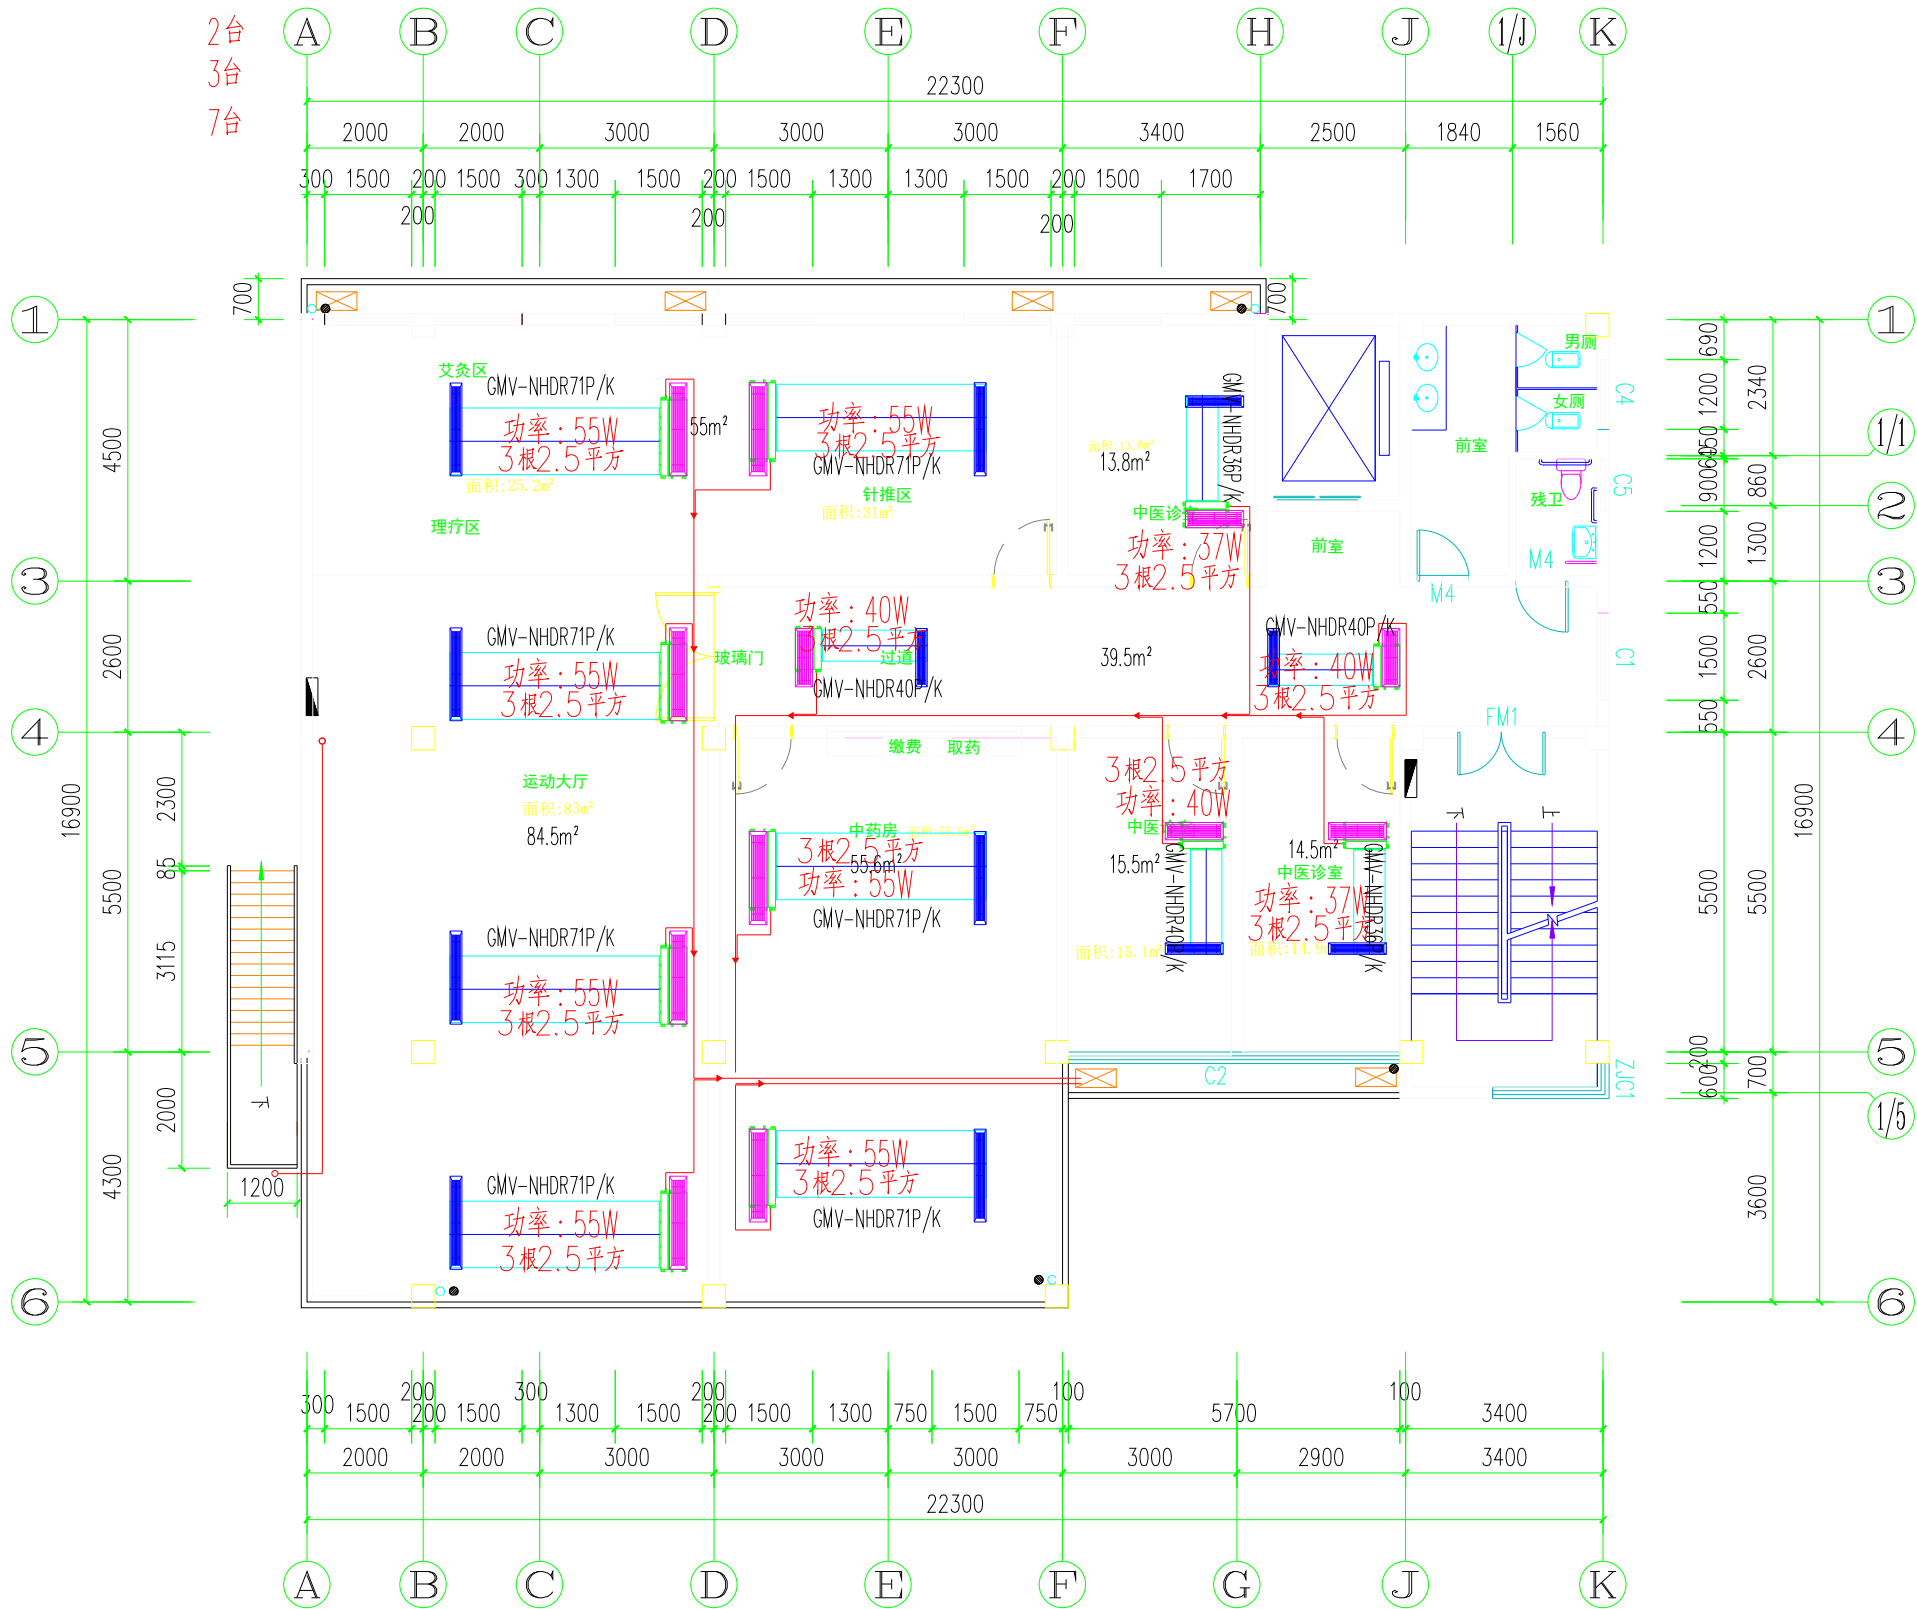 2台
3台
7台
A B C D E F H J 1/J K
22300
2000 2000 3000 3000 3000 3400 2500 1840 1560
300 1500 200 1500 300 1300 1500 200 1500 1300 1300 1500 200 1500 1700
200 200 200
700 700
1 1
690
男厕
艾灸区
GMV-NHDR71P/K
GMV-NHDR36P/K
1200 2340
C4
女厕
功率：55W
3根2.5平方
55m²
功率：55W
3根2.5平方
GMV-NHDR71P/K
13.8m²
前室
4500
1/1
面积:25.2m²
针推区
面积:31m²
860
900
C5
残卫
2
理疗区
中医诊室
功率：37W
3根2.5平方
前室
1200 1300
M4
M4
3 3
550
功率：40W
3根2.5平方
GMV-NHDR71P/K
GMV-NHDR40P/K
2600
功率：55W
3根2.5平方
玻璃门
过道
39.5m²
功率：40W
3根2.5平方
1500 2600
C1
GMV-NHDR40P/K
550
FM1
4 4
缴费 取药
运动大厅
面积:83m²
84.5m²
3根2.5平方
功率：40W
2300
16900 16900
下 上
中药房
3根2.5平方
55.6m²
功率：55W
GMV-NHDR71P/K
15.5m²
GMV-NHDR40P/K
14.5m²
中医诊室
功率：37W
3根2.5平方
GMV-NHDR36P/K
85
5500 5500 5500
GMV-NHDR71P/K
3115
面积:15.1m²
功率：55W
3根2.5平方
5 5
200
700
600
C2
ZJC1
下
2000
1/5
功率：55W
3根2.5平方
GMV-NHDR71P/K
4300
1200
GMV-NHDR71P/K
功率：55W
3根2.5平方
3600
6 6
200 300 200 100 100
300 1500 200 1500 1300 1500 200 1500 1300 750 1500 750 5700 3400
2000 2000 3000 3000 3000 3000 2900 3400
22300
A B C D E F G J K